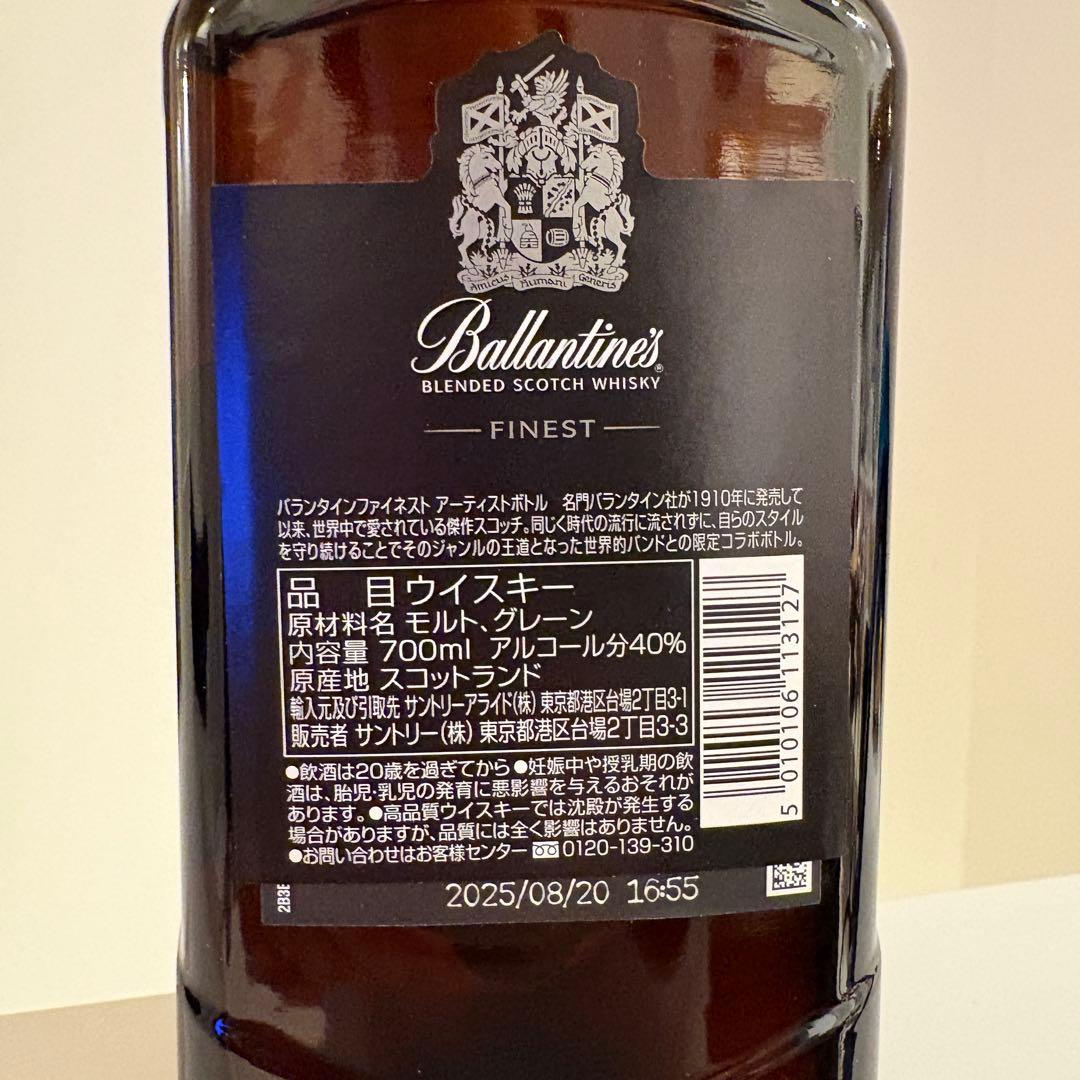 Amicus Humani Generis
Ballantine's®
BLENDED SCOTCH WHISKY
FINEST
バランタインファイネスト アーティストボトル 名門バランタイン社が1910年に発売して
以来、世界中で愛されている傑作スコッチ。同じく時代の流行に流されずに、自らのスタイル
を守り続けることでそのジャンルの王道となった世界的バンドとの限定コラボボトル。
品 目 ウイスキー
原材料名 モルト、グレーン
内容量 700ml アルコール分40%
原産地 スコットランド
輸入元及び引取先 サントリーアライド(株) 東京都港区台場2丁目3-1
販売者 サントリー(株) 東京都港区台場2丁目3-3
●飲酒は20歳を過ぎてから ●妊娠中や授乳期の飲
酒は、胎児・乳児の発育に悪影響を与えるおそれが
あります。●高品質ウイスキーでは沈殿が発生する
場合がありますが、品質には全く影響はありません。
●お問い合わせはお客様センター 0120-139-310
5 010106 113127
2025/08/20 16:55